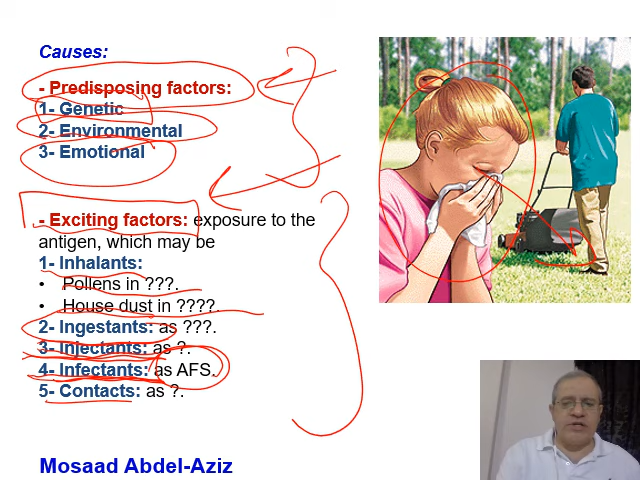 Causes:
- Predisposing factors:
1- Genetic
2- Environmental
3- Emotional
- Exciting factors: exposure to the
antigen, which may be
1- Inhalants:
• Pollens in ???.
• House dust in ????.
2- Ingestants: as ???.
3- Injectants: as ?.
4- Infectants: as AFS.
5- Contacts: as ?.
Mosaad Abdel-Aziz